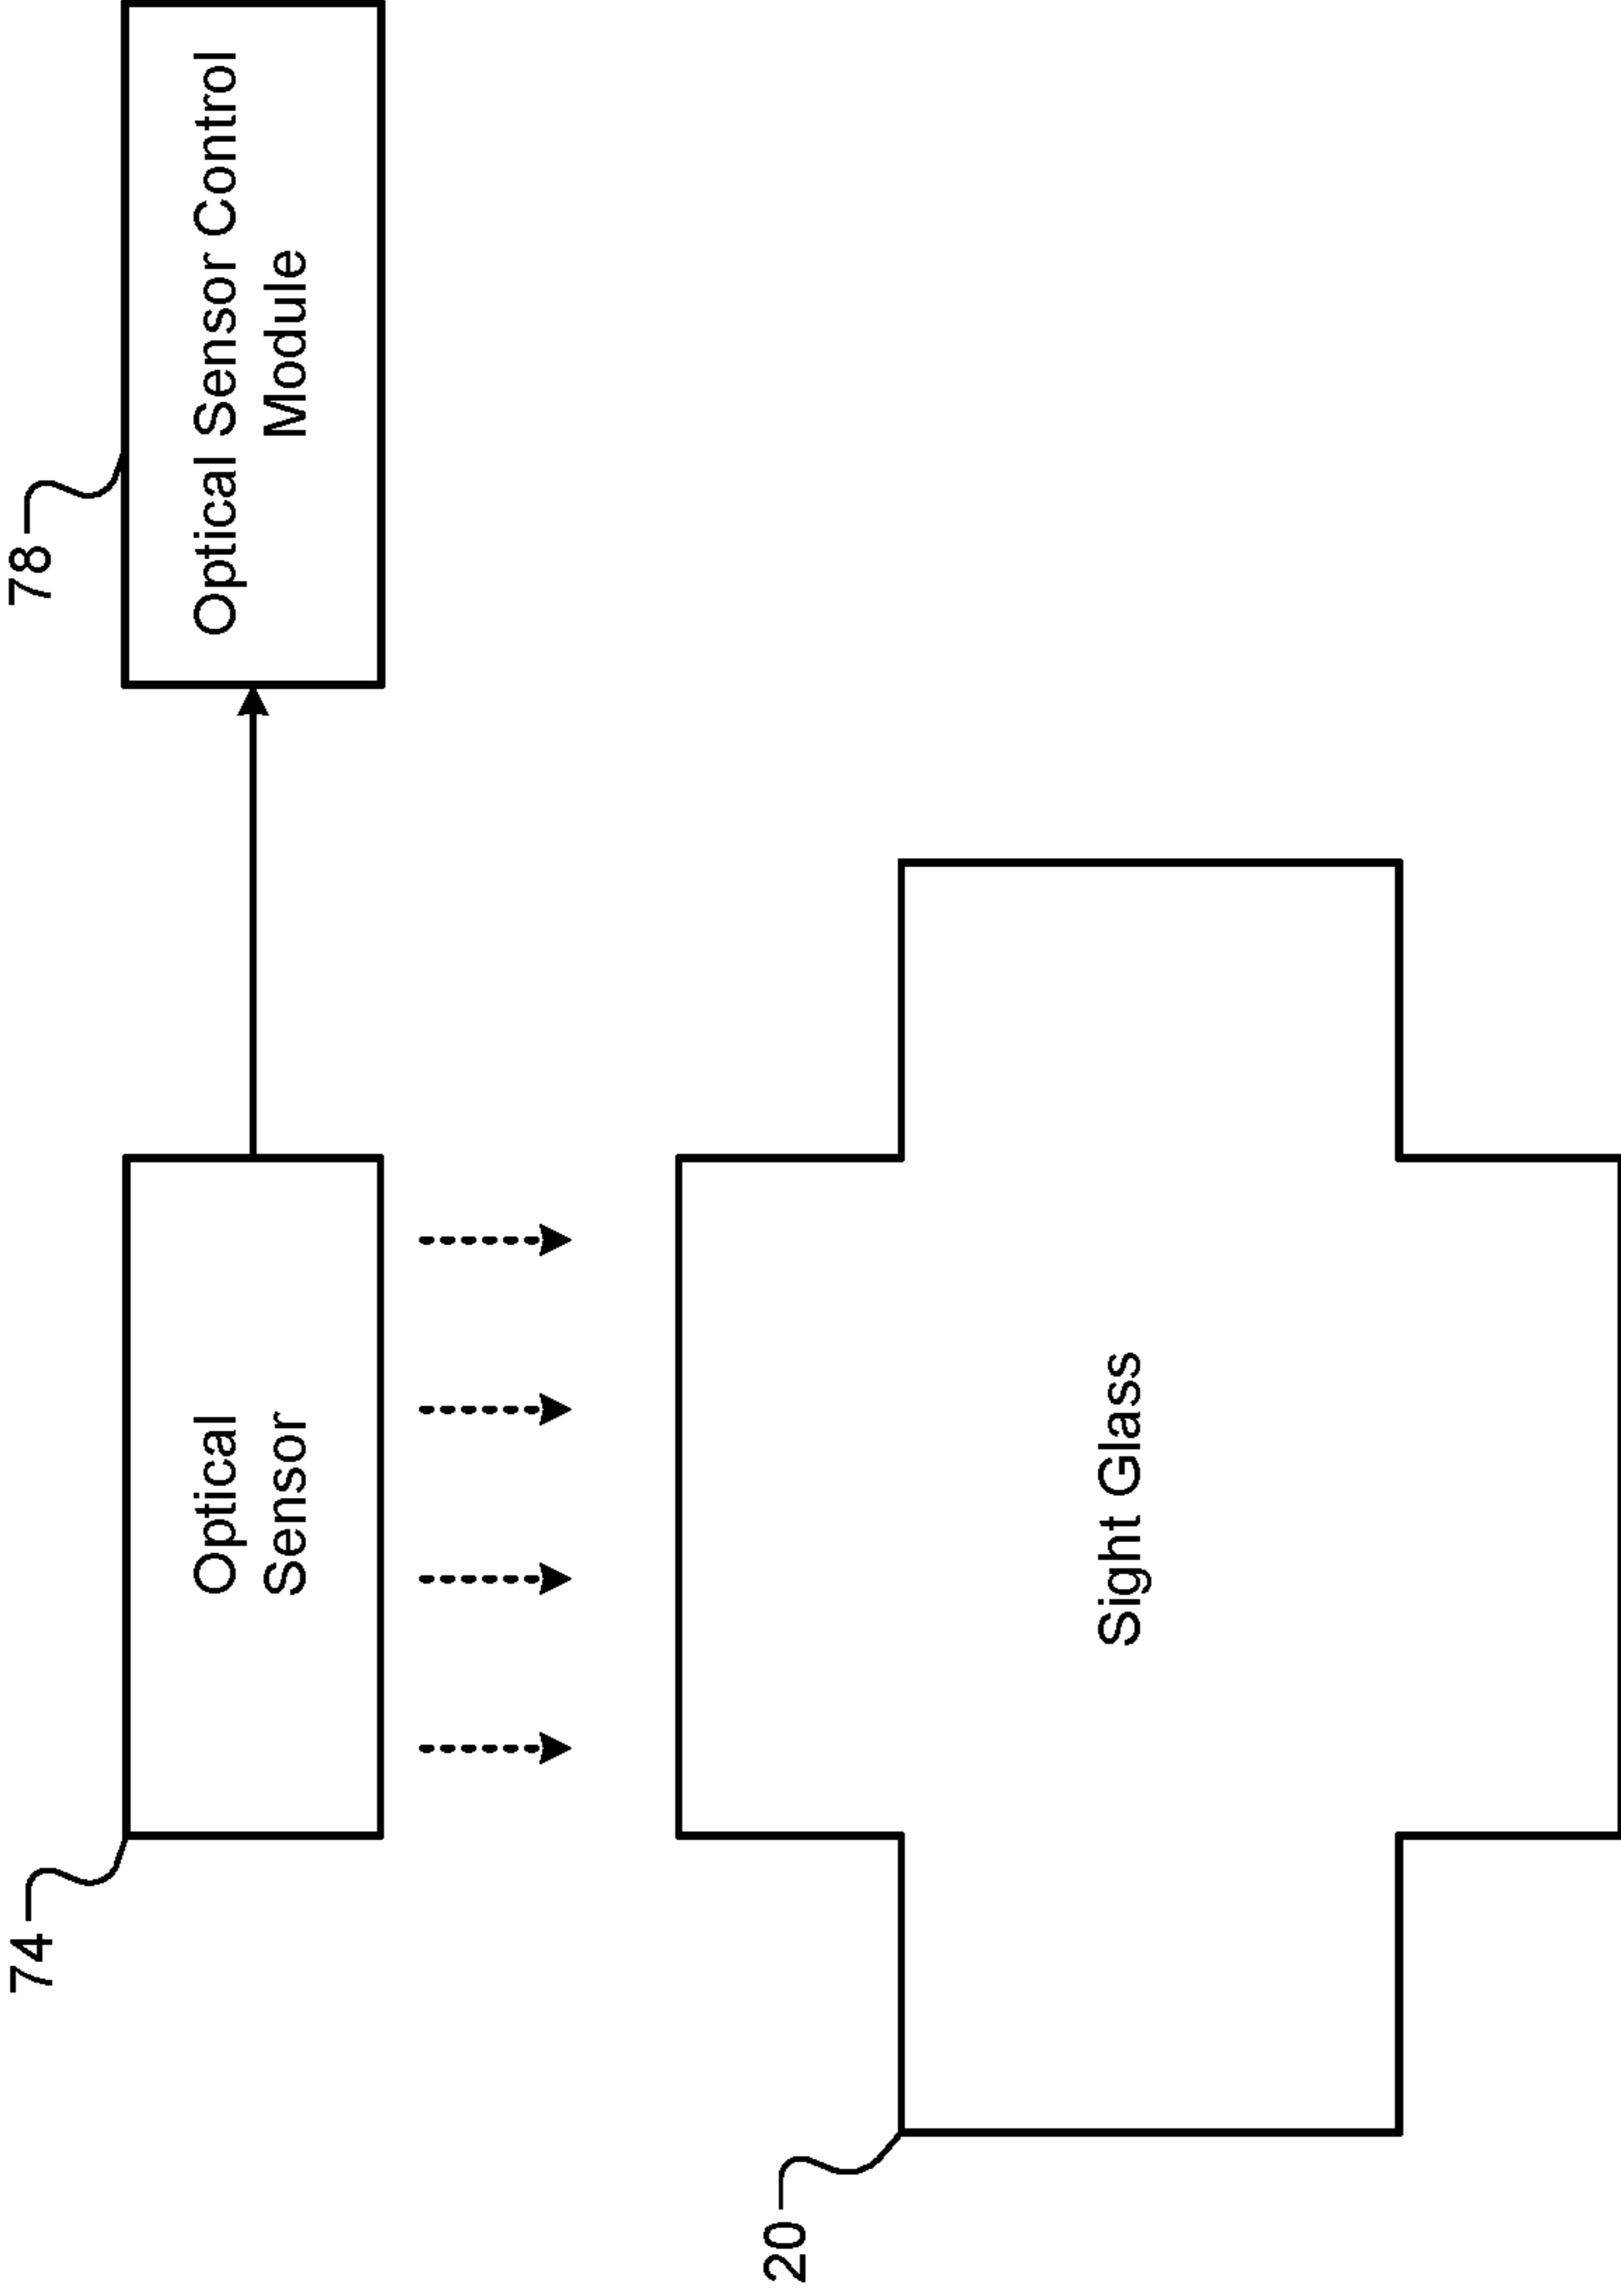 74
Optical
Sensor
78
Optical Sensor Control
Module
20
Sight Glass